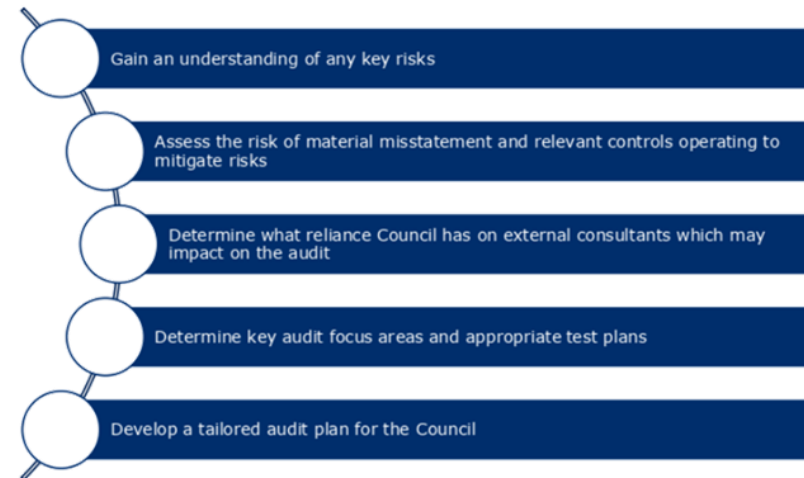 Gain an understanding of any key risks
Assess the risk of material misstatement and relevant controls operating to
mitigate risks
Determine what reliance Council has on external consultants which may
impact on the audit
Determine key audit focus areas and appropriate test plans
Develop a tailored audit plan for the Council